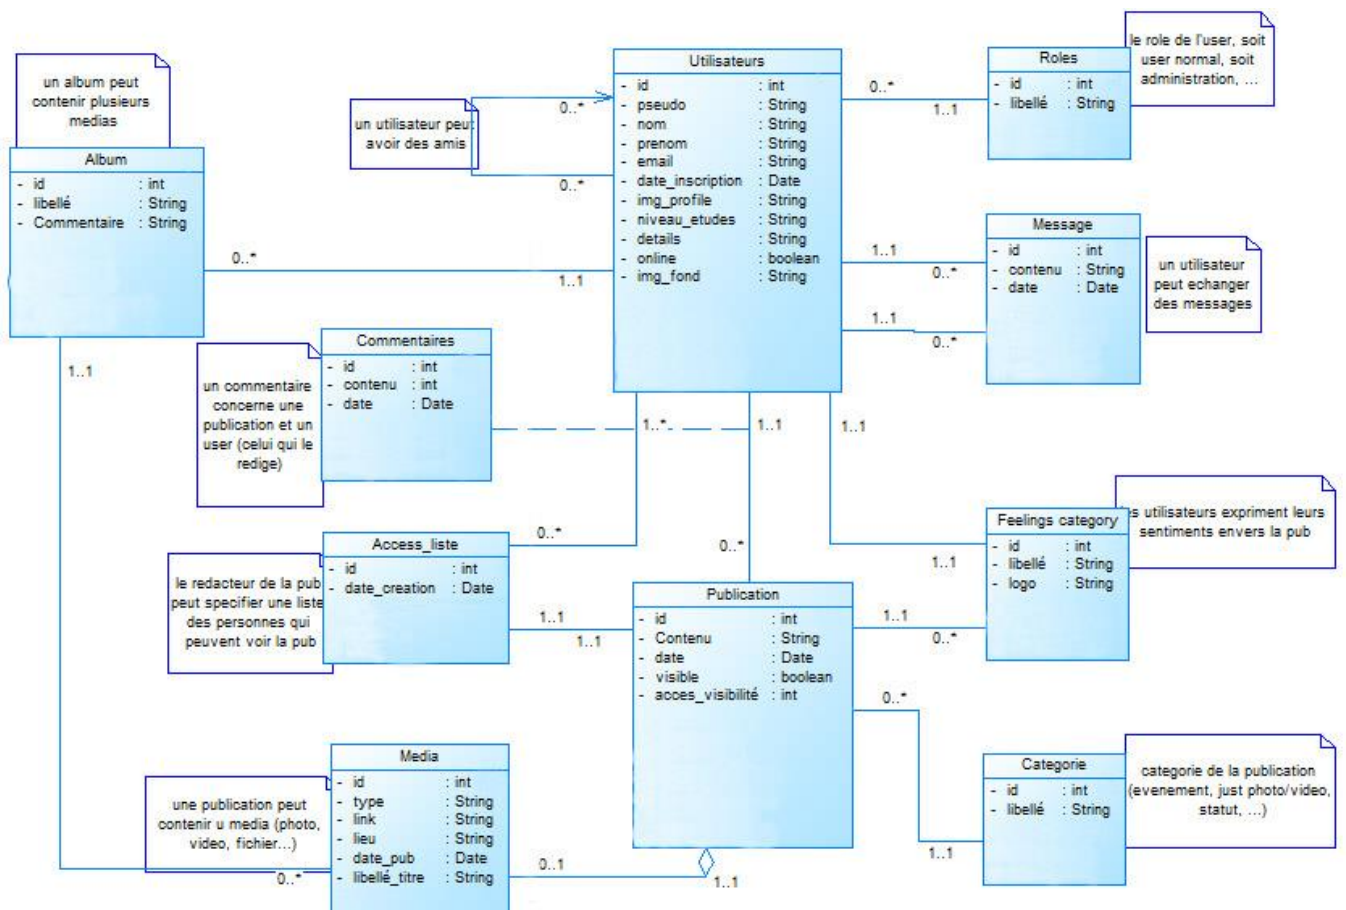 un album peut
contenir plusieurs
medias
Album
- id : int
- libellé : String
- Commentaire : String
un utilisateur peut
avoir des amis
0..*
0..*
Utilisateurs
- id : int
- pseudo : String
- nom : String
- prenom : String
- email : String
- date_inscription : Date
- img_profile : String
- niveau_etudes : String
- details : String
- online : boolean
- img_fond : String
0..*
1..1
Roles
- id : int
- libellé : String
le role de l'user, soit
user normal, soit
administration, ...
0..*
1..1
1..1
0..*
1..1
0..*
Message
- id : int
- contenu : String
- date : Date
un utilisateur
peut echanger
des messages
1..1
un commentaire
concerne une
publication et un
user (celui qui le
redige)
Commentaires
- id : int
- contenu : int
- date : Date
1..*
1..1
1..1
0..*
0..*
1..1
Feelings category
- id : int
- libellé : String
- logo : String
es utilisateurs expriment leurs
sentiments envers la pub
le redacteur de la pub
peut specifier une liste
des personnes qui
peuvent voir la pub
Access_liste
- id : int
- date_creation : Date
1..1
1..1
Publication
- id : int
- Contenu : String
- date : Date
- visible : boolean
- acces_visibilité : int
1..1
0..*
0..*
1..1
Categorie
- id : int
- libellé : String
categorie de la publication
(evenement, just photo/video,
statut, ...)
une publication peut
contenir u media (photo,
video, fichier...)
0..*
Media
- id : int
- type : String
- link : String
- lieu : String
- date_pub : Date
- libellé_titre : String
0..1
1..1